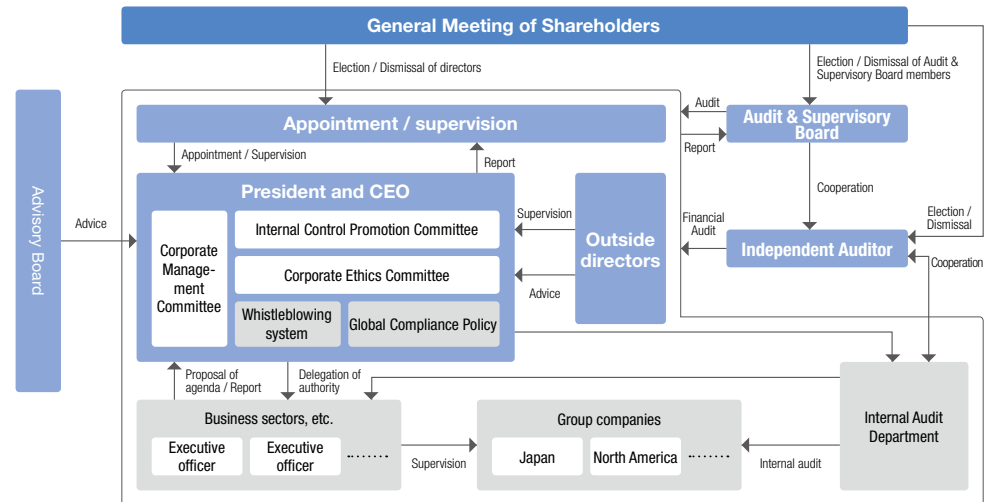 General Meeting of Shareholders
Election / Dismissal of directors
Election / Dismissal of Audit &
Supervisory Board members
Advisory Board
Appointment / supervision
Audit
Report
Audit & Supervisory
Board
Appointment / Supervision
Report
Cooperation
Advice
President and CEO
Corporate
Manage-
ment
Committee
Internal Control Promotion Committee
Corporate Ethics Committee
Whistleblowing
system
Global Compliance Policy
Supervision
Advice
Outside
directors
Financial
Audit
Independent Auditor
Election /
Dismissal
Cooperation
Proposal of
agenda / Report
Delegation of
authority
Business sectors, etc.
Executive
officer
Executive
officer
........
Supervision
Group companies
Japan
North America
........
Internal audit
Internal Audit
Department